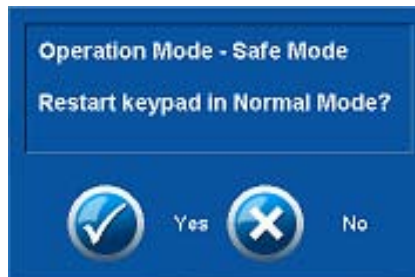 Operation Mode - Safe Mode
Restart keypad in Normal Mode?
Yes No